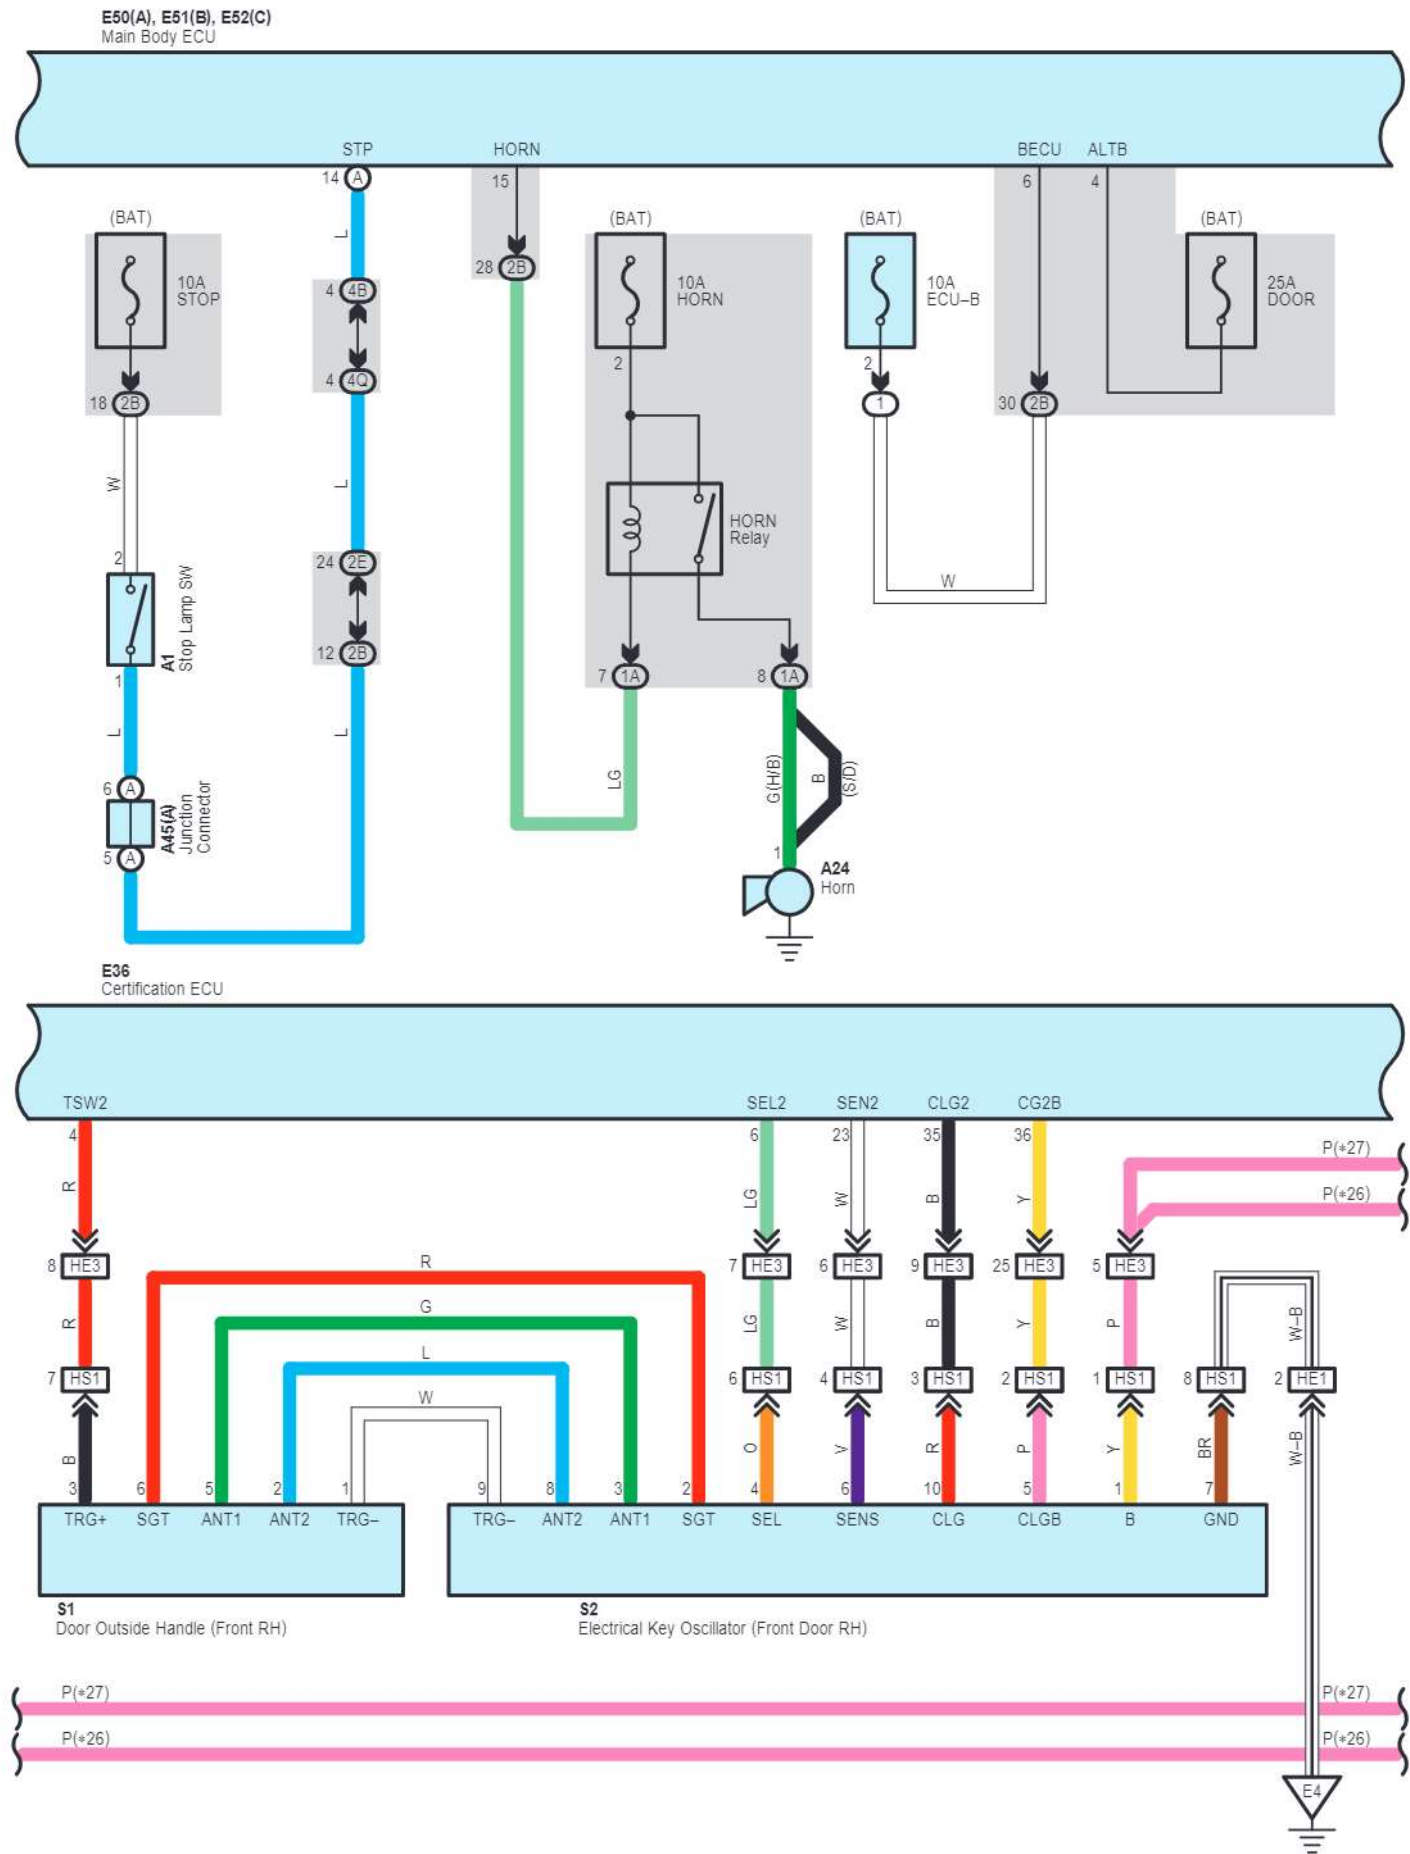 E50(A), E51(B), E52(C)
Main Body ECU
STP
HORN
BECU
ALTB
14
A
15
6
4
(BAT)
(BAT)
(BAT)
(BAT)
L
28
2B
10A
STOP
4
4B
10A
HORN
10A
ECU–B
25A
DOOR
2
2
4
4Q
18
2B
1
30
2B
W
L
HORN
Relay
2
24
2E
W
A1
Stop Lamp SW
12
2B
1
7
1A
8
1A
L
L
LG
G(H/B)
B
(S/D)
6
A
A45(A)
Junction
Connector
5
A
1
A24
Horn
E36
Certification ECU
TSW2
SEL2
SEN2
CLG2
CG2B
4
6
23
35
36
P(*27)
R
LG
W
B
Y
P(*26)
8
HE3
R
7
HE3
6
HE3
9
HE3
25
HE3
5
HE3
G
R
LG
W
B
Y
P
W–B
L
7
HS1
6
HS1
4
HS1
3
HS1
2
HS1
1
HS1
8
HS1
2
HE1
W
B
O
V
R
P
Y
BR
W–B
3
6
5
2
1
9
8
3
2
4
6
10
5
1
7
TRG+
SGT
ANT1
ANT2
TRG–
TRG–
ANT2
ANT1
SGT
SEL
SENS
CLG
CLGB
B
GND
S1
Door Outside Handle (Front RH)
S2
Electrical Key Oscillator (Front Door RH)
P(*27)
P(*27)
P(*26)
P(*26)
E4